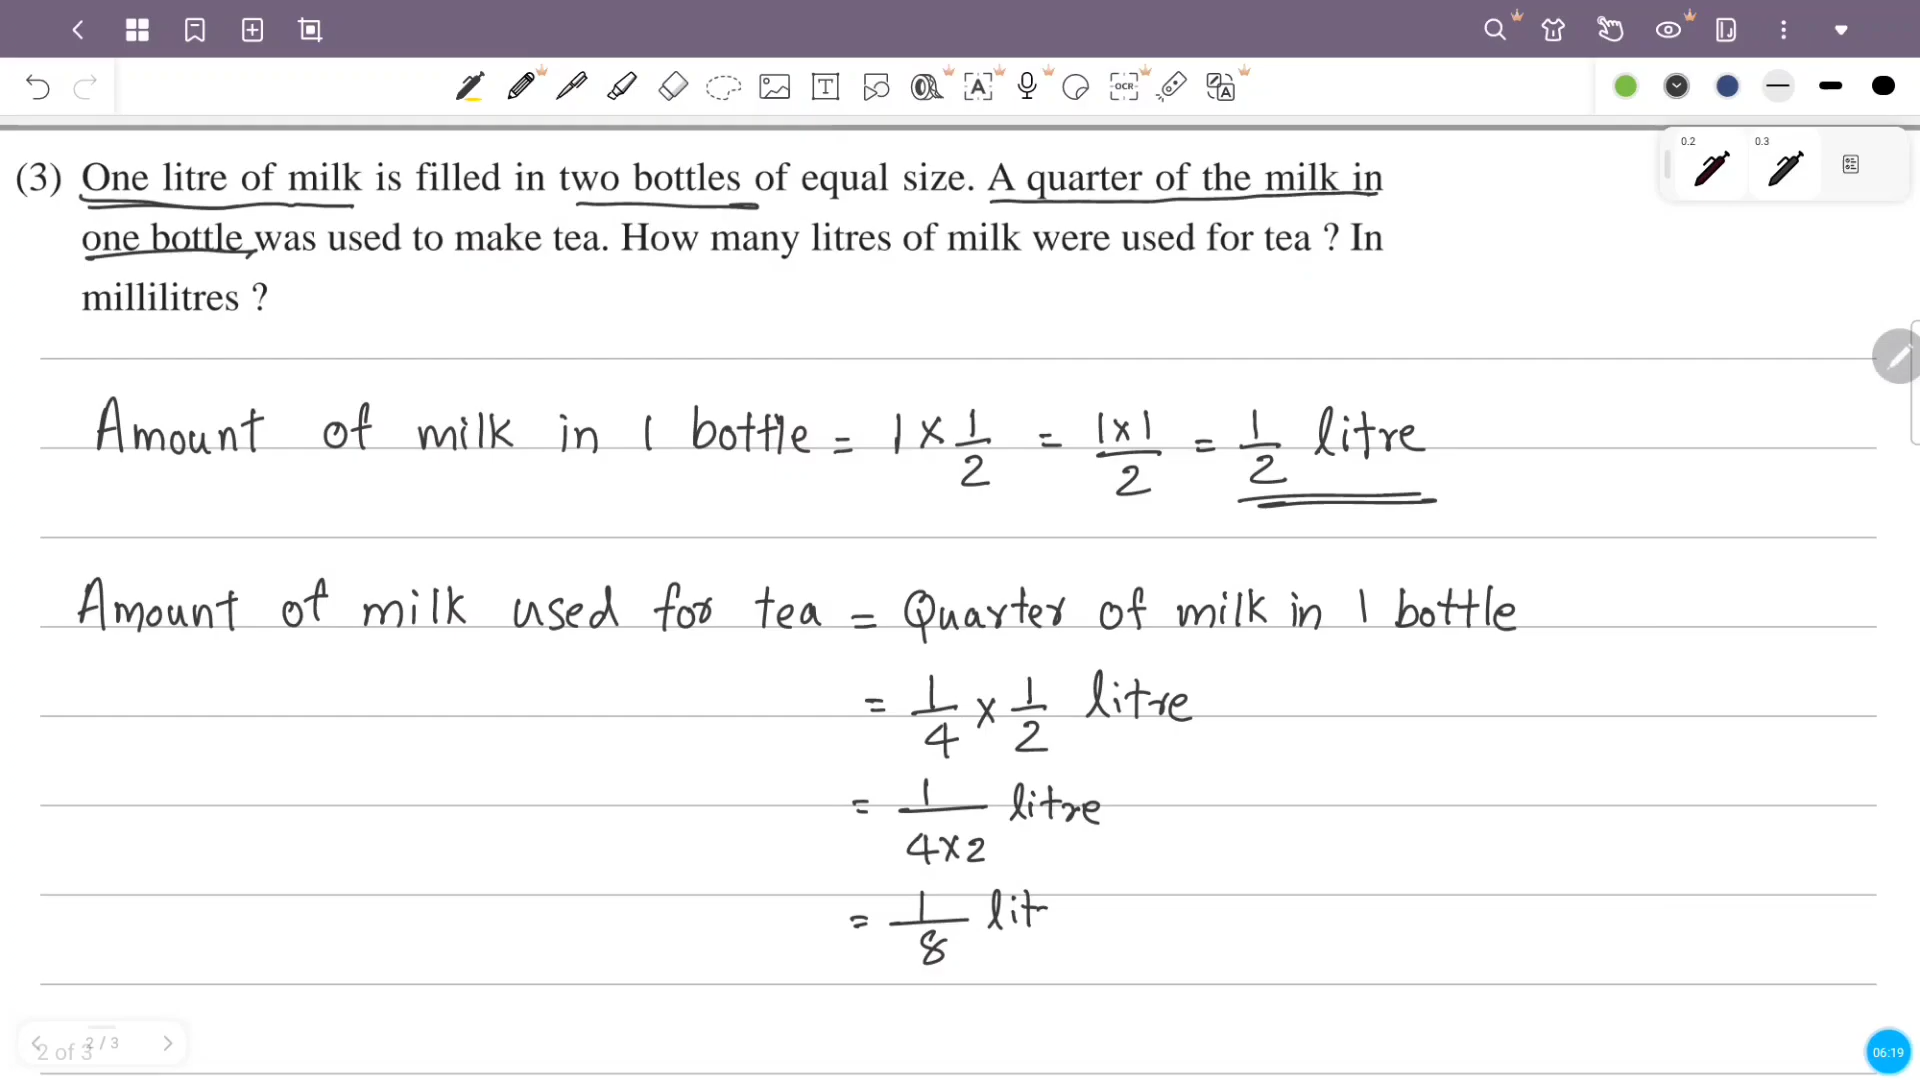 0.2 0.3
(3) One litre of milk is filled in two bottles of equal size. A quarter of the milk in
one bottle was used to make tea. How many litres of milk were used for tea ? In
millilitres ?
Amount of milk in 1 bottle = 1 × 1/2 = 1×1/2 = 1/2 litre
Amount of milk used for tea = Quarter of milk in 1 bottle
= 1/4 × 1/2 litre
= 1/4×2 litre
= 1/8 lit
2 / 3
2 of 3
06:19